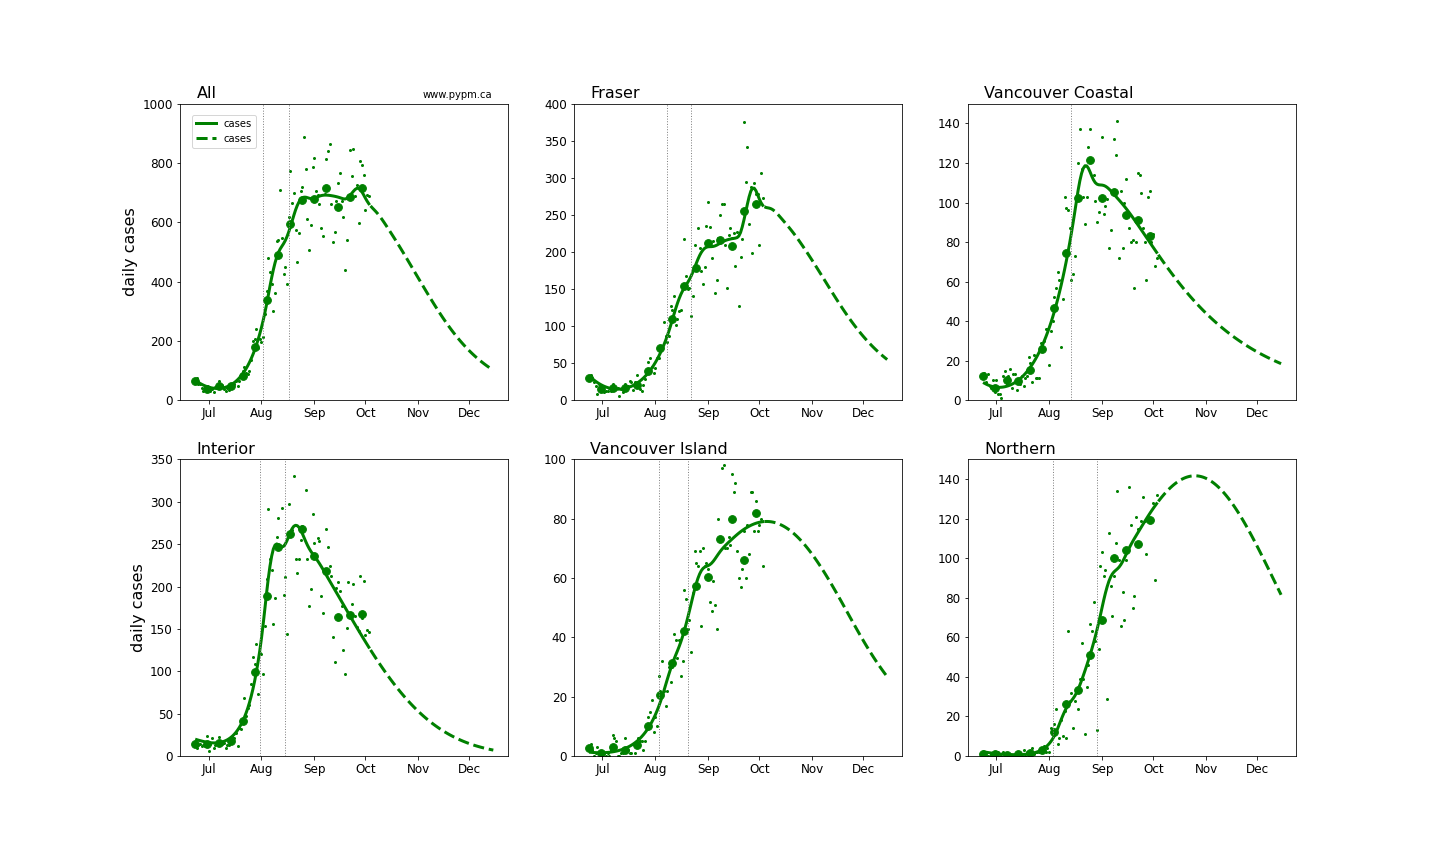 All
www.pypm.ca
Fraser
Vancouver Coastal
daily cases
1000
800
600
400
200
0
cases
cases
Jul Aug Sep Oct Nov Dec
400
350
300
250
200
150
100
50
0
Jul Aug Sep Oct Nov Dec
140
120
100
80
60
40
20
0
Jul Aug Sep Oct Nov Dec
Interior
Vancouver Island
Northern
daily cases
350
300
250
200
150
100
50
0
Jul Aug Sep Oct Nov Dec
100
80
60
40
20
0
Jul Aug Sep Oct Nov Dec
140
120
100
80
60
40
20
0
Jul Aug Sep Oct Nov Dec